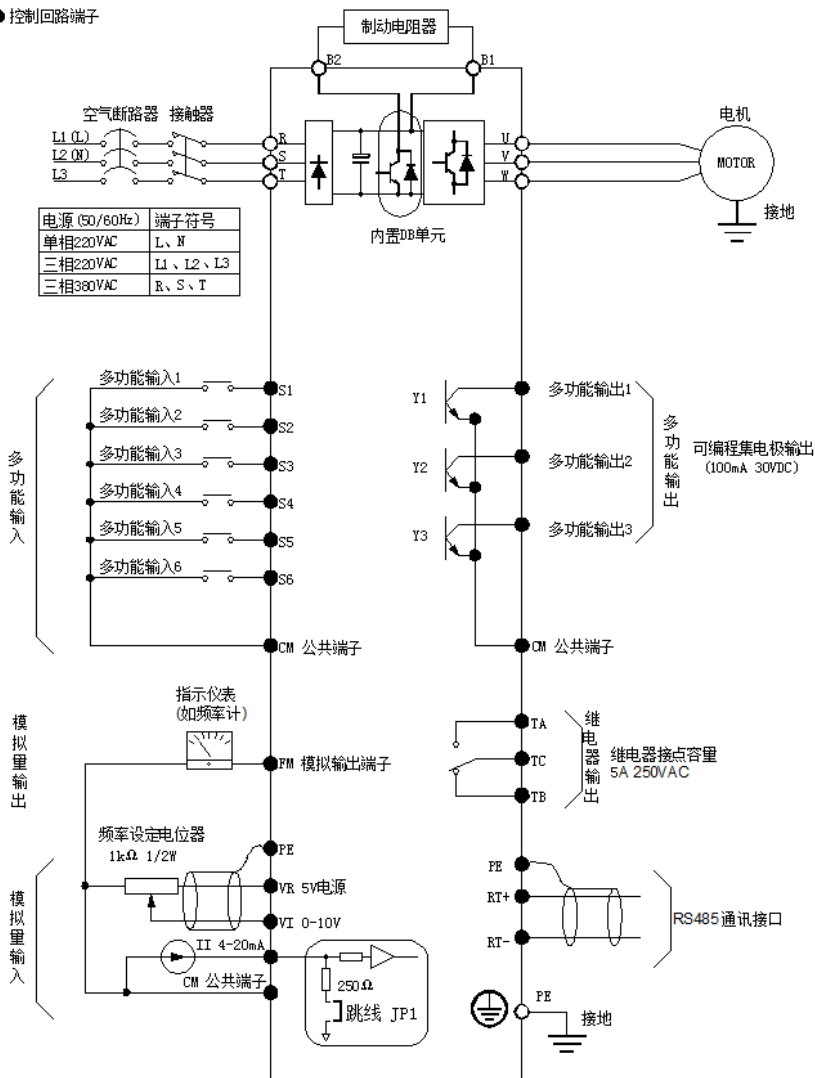 控制回路端子
制动电阻器
B2
B1
空气断路器 接触器
电机
L1(L)
L2(N)
L3
R
S
T
U
V
W
MOTOR
接地
内置DB单元
电源(50/60Hz) 端子符号
单相220VAC L、N
三相220VAC L1、L2、L3
三相380VAC R、S、T
多功能输入
多功能输入1
S1
多功能输入2
S2
多功能输入3
S3
多功能输入4
S4
多功能输入5
S5
多功能输入6
S6
CM 公共端子
Y1
多功能输出1
Y2
多功能输出2
Y3
多功能输出3
多功能输出
可编程集电极输出
(100mA 30VDC)
CM 公共端子
模拟量输出
指示仪表
(如频率计)
FM 模拟输出端子
TA
TC
TB
继电器输出
继电器接点容量
5A 250VAC
模拟量输入
频率设定电位器
1kΩ 1/2W
PE
VR 5V电源
VI 0-10V
II 4-20mA
CM 公共端子
250Ω
跳线 JP1
PE
RT+
RT-
RS485通讯接口
PE
接地